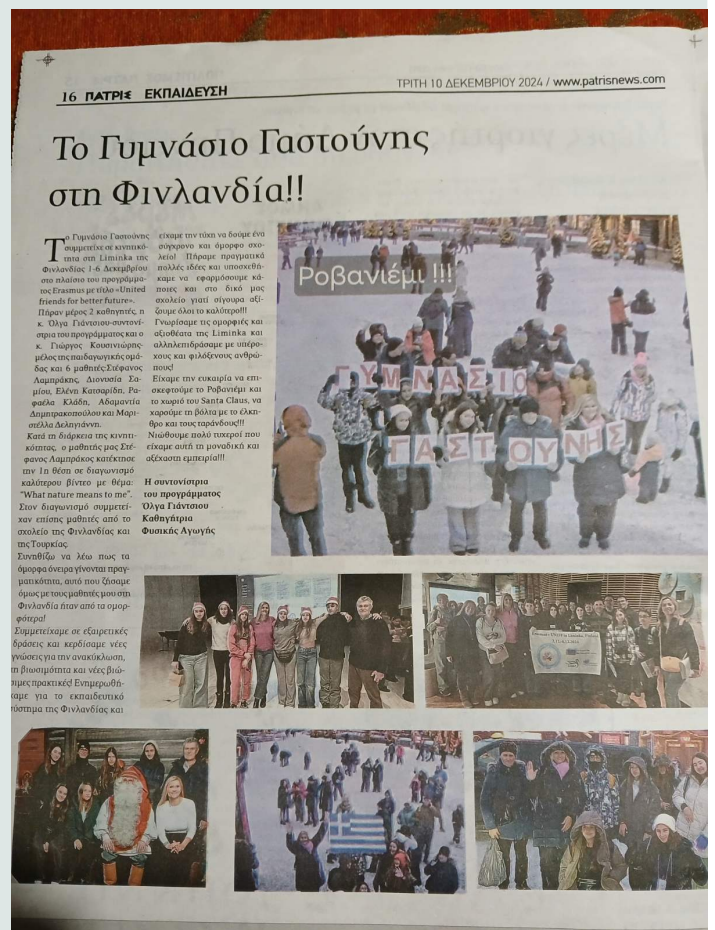 16 ΠΑΤΡΙΣ ΕΚΠΑΙΔΕΥΣΗ
ΤΡΙΤΗ 10 ΔΕΚΕΜΒΡΙΟΥ 2024 / www.patrisnews.com
Το Γυμνάσιο Γαστούνης
στη Φινλανδία!!
Το Γυμνάσιο Γαστούνης
συμμετείχε σε κινητικό-
τητα στη Liminka της
Φινλανδίας 1-6 Δεκεμβρίου
στο πλαίσιο του προγράμμα-
τος Erasmus με τίτλο «United
friends for better future».
Πήραν μέρος 2 καθηγητές, η
κ. Όλγα Γιάντσιου-συντονί-
στρια του προγράμματος και ο
κ. Γιώργος Κουσινιώρης-
μέλος της παιδαγωγικής ομά-
δας και 6 μαθητές:Στέφανος
Λαμπράκης, Διονυσία Σα-
μίου, Ελένη Κατσαρίδη, Ρα-
φαέλα Κλάδη, Αδαμαντία
Δημητρακοπούλου και Μαρι-
στέλλα Δεληγιάννη.
Κατά τη διάρκεια της κινητι-
κότητας, ο μαθητής μας Στέ-
φανος Λαμπράκος κατέκτησε
την 1η θέση σε διαγωνισμό
καλύτερου βίντεο με θέμα:
"What nature means to me".
Στον διαγωνισμό συμμετεί-
χαν επίσης μαθητές από το
σχολείο της Φινλανδίας και
της Τουρκίας.
Συνηθίζω να λέω πως τα
όμορφα όνειρα γίνονται πραγ-
ματικότητα, αυτό που ζήσαμε
όμως με τους μαθητές μου στη
Φινλανδία ήταν από τα ομορ-
φότερα!
Συμμετείχαμε σε εξαιρετικές
δράσεις και κερδίσαμε νέες
γνώσεις για την ανακύκλωση,
τη βιωσιμότητα και νέες βιώ-
σιμες πρακτικές! Ενημερωθή-
καμε για το εκπαιδευτικό
σύστημα της Φινλανδίας και
είχαμε την τύχη να δούμε ένα
σύγχρονο και όμορφο σχο-
λείο! Πήραμε πραγματικά
πολλές ιδέες και υποσχεθή-
καμε να εφαρμόσουμε κά-
ποιες και στο δικό μας
σχολείο γιατί σίγουρα αξί-
ζουμε όλοι το καλύτερο!!!
Γνωρίσαμε τις ομορφιές και
αξιοθέατα της Liminka και
αλληλεπιδράσαμε με υπέρο-
χους και φιλόξενους ανθρώ-
πους!
Είχαμε την ευκαιρία να επι-
σκεφτούμε το Ροβανιέμι και
το χωριό του Santa Claus, να
χαρούμε τη βόλτα με το έλκη-
θρο και τους ταράνδους!!!
Νιώθουμε πολύ τυχεροί που
είχαμε αυτή τη μοναδική και
αξέχαστη εμπειρία!!!
Η συντονίστρια
του προγράμματος
Όλγα Γιάντσιου
Καθηγήτρια
Φυσικής Αγωγής
Ροβανιέμι !!!
ΓΥΜΝΑΣΙΟ
ΓΑΣΤΟΥΝΗΣ